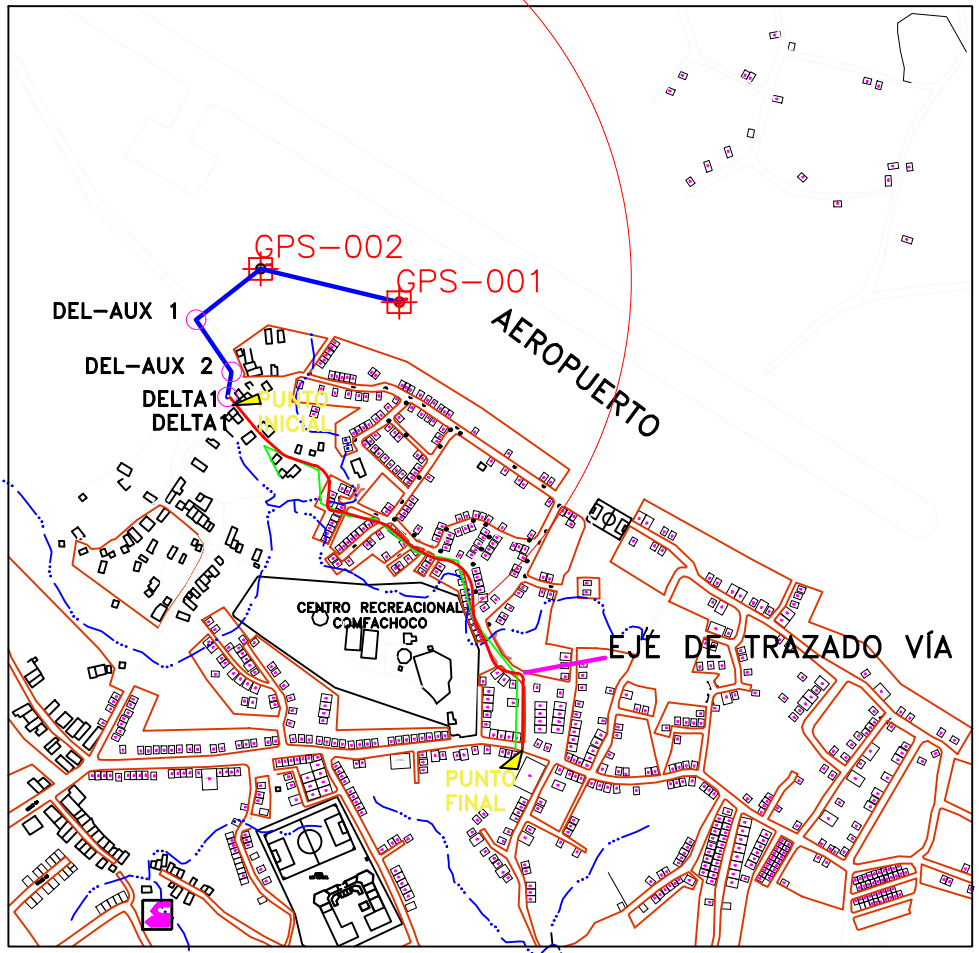 GPS-002
GPS-001
DEL-AUX 1
AEROPUERTO
DEL-AUX 2
DELTA1
PUNTO
INICIAL
DELTA1
CENTRO RECREACIONAL
COMFACHOCO
EJE DE TRAZADO VÍA
PUNTO
FINAL